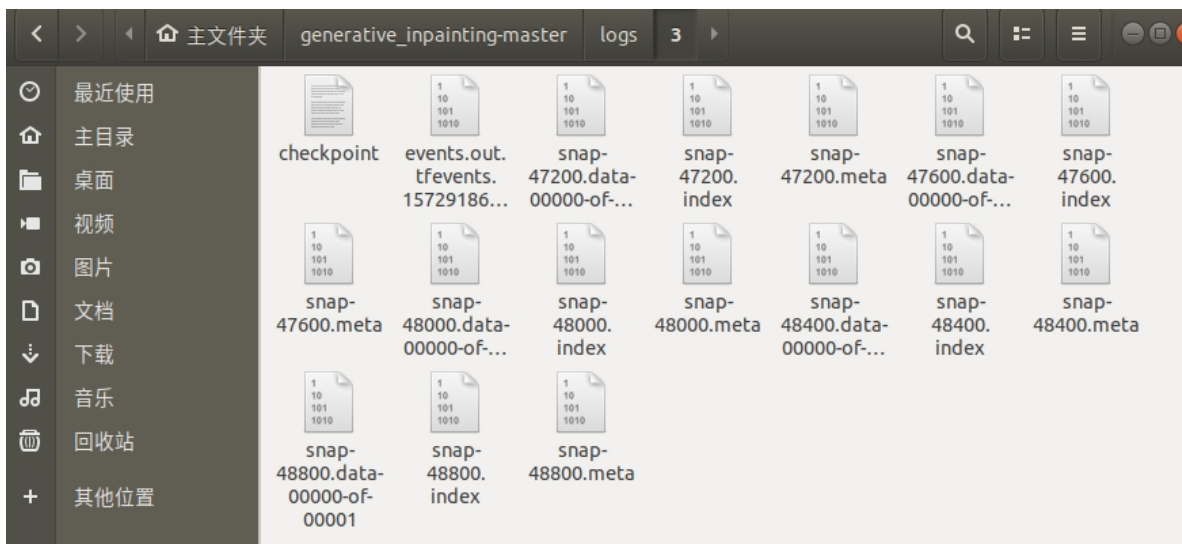 主文件夹 generative_inpainting-master logs 3
最近使用
主目录
桌面
视频
图片
文档
下载
音乐
回收站
其他位置
checkpoint
events.out.
tfevents.
15729186...
snap-
47200.data-
00000-of-...
snap-
47200.
index
snap-
47200.meta
snap-
47600.data-
00000-of-...
snap-
47600.
index
snap-
47600.meta
snap-
48000.data-
00000-of-...
snap-
48000.
index
snap-
48000.meta
snap-
48400.data-
00000-of-...
snap-
48400.
index
snap-
48400.meta
snap-
48800.data-
00000-of-
00001
snap-
48800.
index
snap-
48800.meta